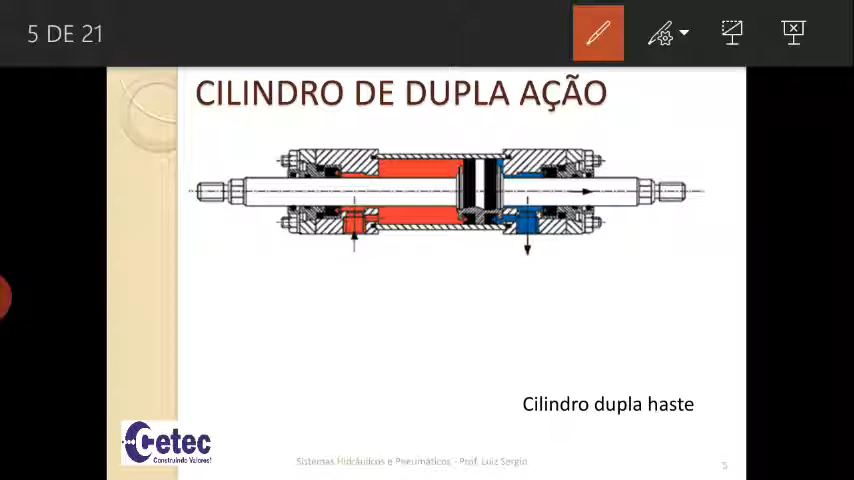 5 DE 21
CILINDRO DE DUPLA AÇÃO
Cilindro dupla haste
Cetec
Construindo Valores!
Sistemas Hidráulicos e Pneumáticos - Prof. Luiz Sergio
5